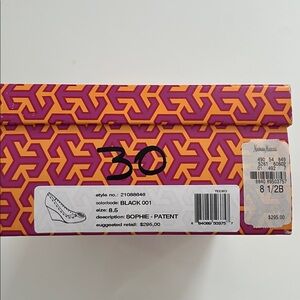 30
style no.: 21088846
color/code: BLACK 001
size: 8.5
description: SOPHIE - PATENT
suggested retail: $295.00
Neiman Marcus
8 1/2B
$295.00